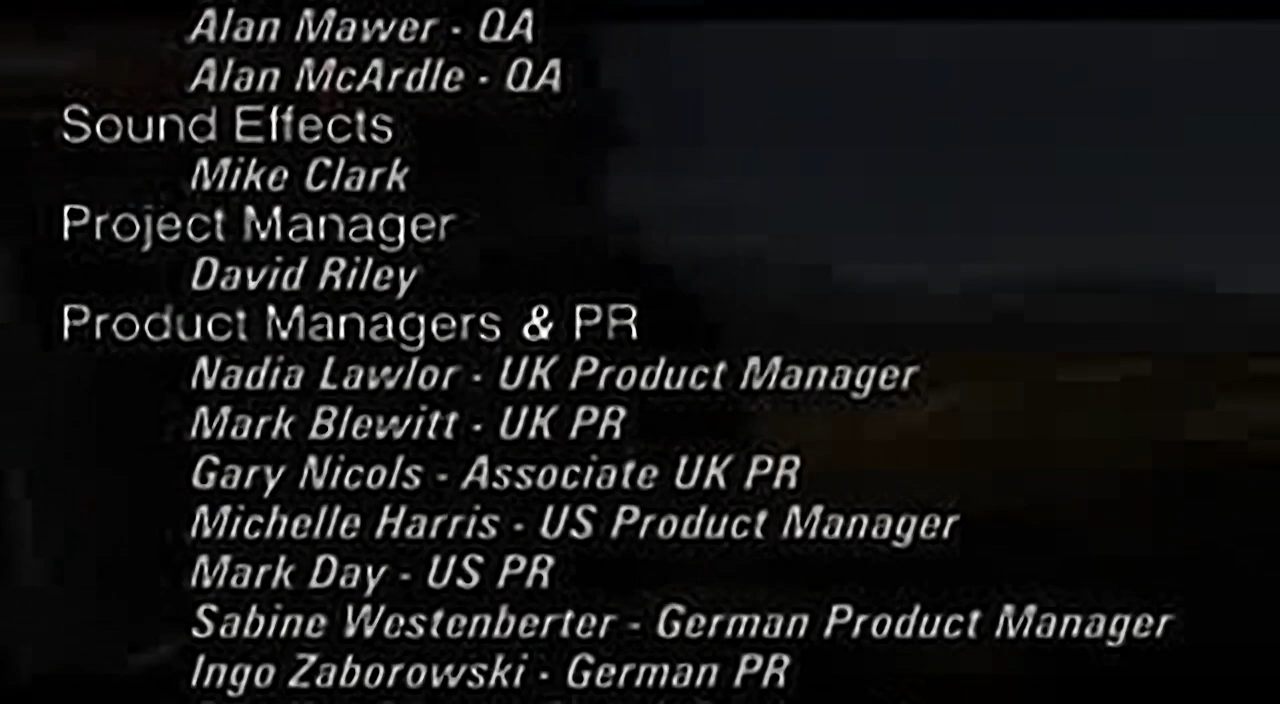 Alan Mawer - QA
Alan McArdle - QA
Sound Effects
Mike Clark
Project Manager
David Riley
Product Managers & PR
Nadia Lawlor - UK Product Manager
Mark Blewitt - UK PR
Gary Nicols - Associate UK PR
Michelle Harris - US Product Manager
Mark Day - US PR
Sabine Westenberter - German Product Manager
Ingo Zaborowski - German PR